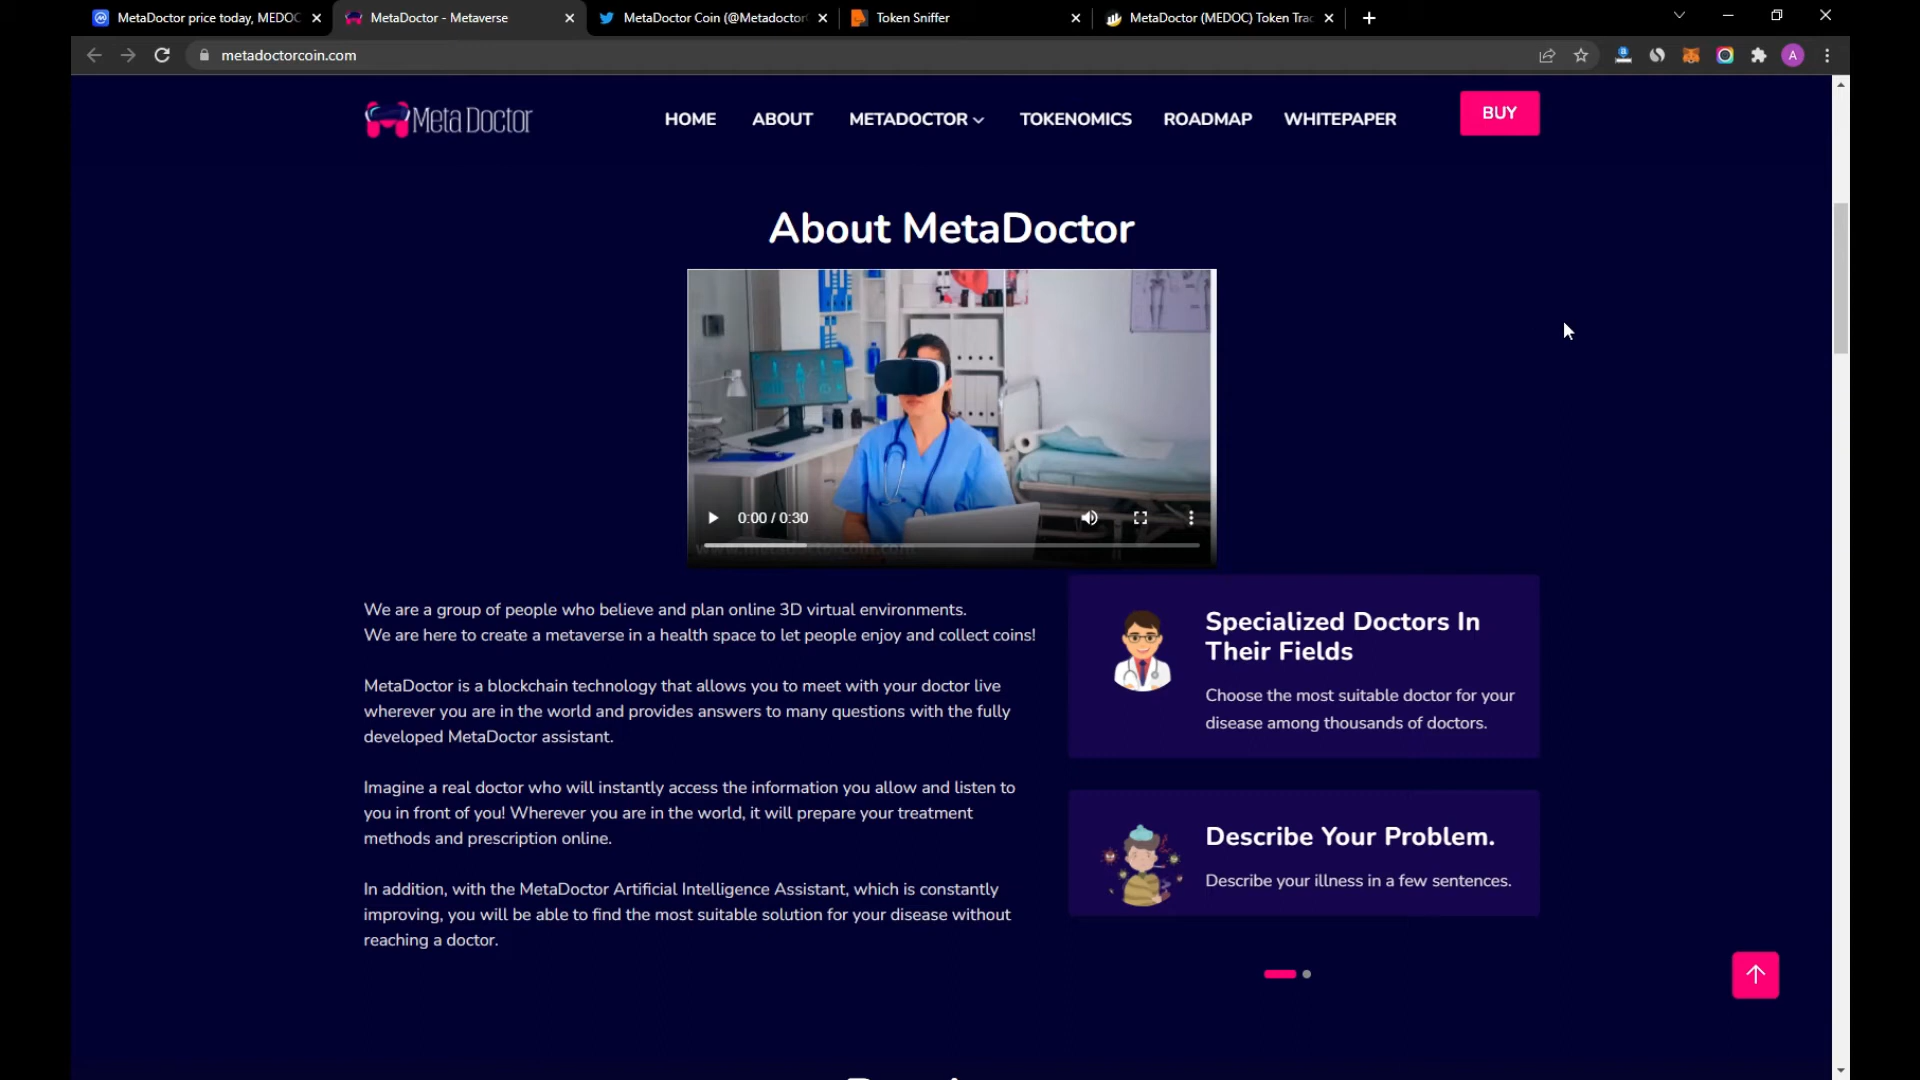 MetaDoctor price today, MEDOC
MetaDoctor - Metaverse
MetaDoctor Coin (@Metadoctor
Token Sniffer
MetaDoctor (MEDOC) Token Trac
metadoctorcoin.com
A
Meta Doctor
HOME
ABOUT
METADOCTOR
TOKENOMICS
ROADMAP
WHITEPAPER
BUY
About MetaDoctor
0:00 / 0:30
www.metadoctorcoin.com
We are a group of people who believe and plan online 3D virtual environments.
We are here to create a metaverse in a health space to let people enjoy and collect coins!
MetaDoctor is a blockchain technology that allows you to meet with your doctor live
wherever you are in the world and provides answers to many questions with the fully
developed MetaDoctor assistant.
Imagine a real doctor who will instantly access the information you allow and listen to
you in front of you! Wherever you are in the world, it will prepare your treatment
methods and prescription online.
In addition, with the MetaDoctor Artificial Intelligence Assistant, which is constantly
improving, you will be able to find the most suitable solution for your disease without
reaching a doctor.
Specialized Doctors In
Their Fields
Choose the most suitable doctor for your
disease among thousands of doctors.
Describe Your Problem.
Describe your illness in a few sentences.